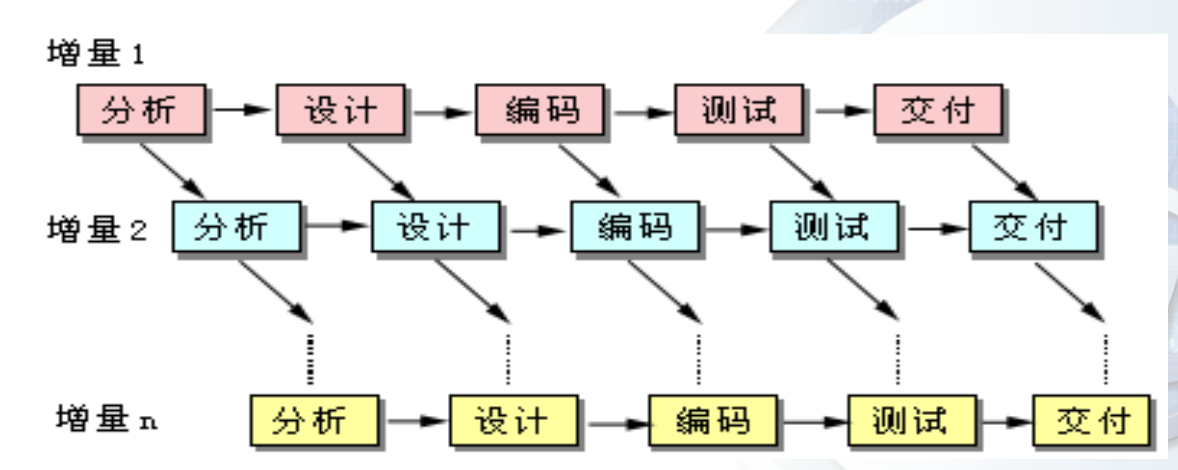 增量 1
分析 设计 编码 测试 交付
增量 2 分析 设计 编码 测试 交付
增量 n 分析 设计 编码 测试 交付